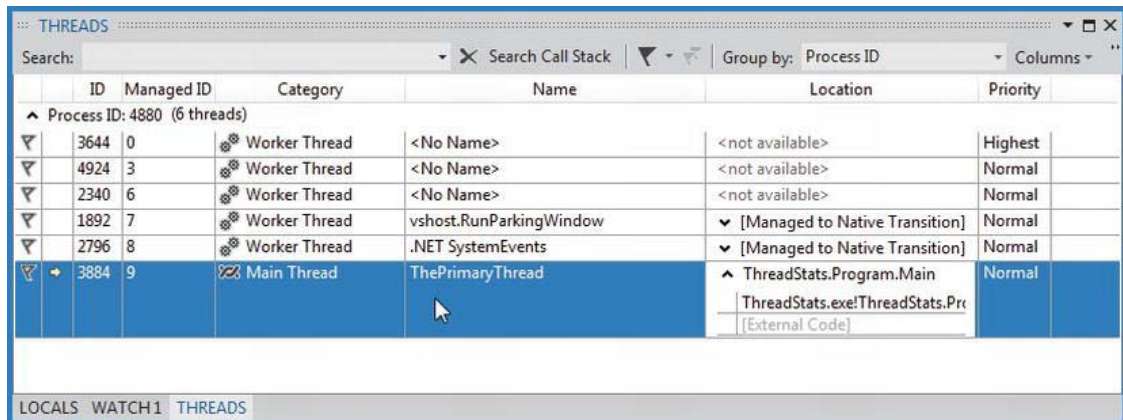 THREADS
Search: Search Call Stack Group by: Process ID Columns
ID Managed ID Category Name Location Priority
Process ID: 4880 (6 threads)
3644 0 Worker Thread <No Name> <not available> Highest
4924 3 Worker Thread <No Name> <not available> Normal
2340 6 Worker Thread <No Name> <not available> Normal
1892 7 Worker Thread vshost.RunParkingWindow [Managed to Native Transition] Normal
2796 8 Worker Thread .NET SystemEvents [Managed to Native Transition] Normal
3884 9 Main Thread ThePrimaryThread ThreadStats.Program.Main Normal
ThreadStats.exe!ThreadStats.Pro
[External Code]
LOCALS WATCH1 THREADS